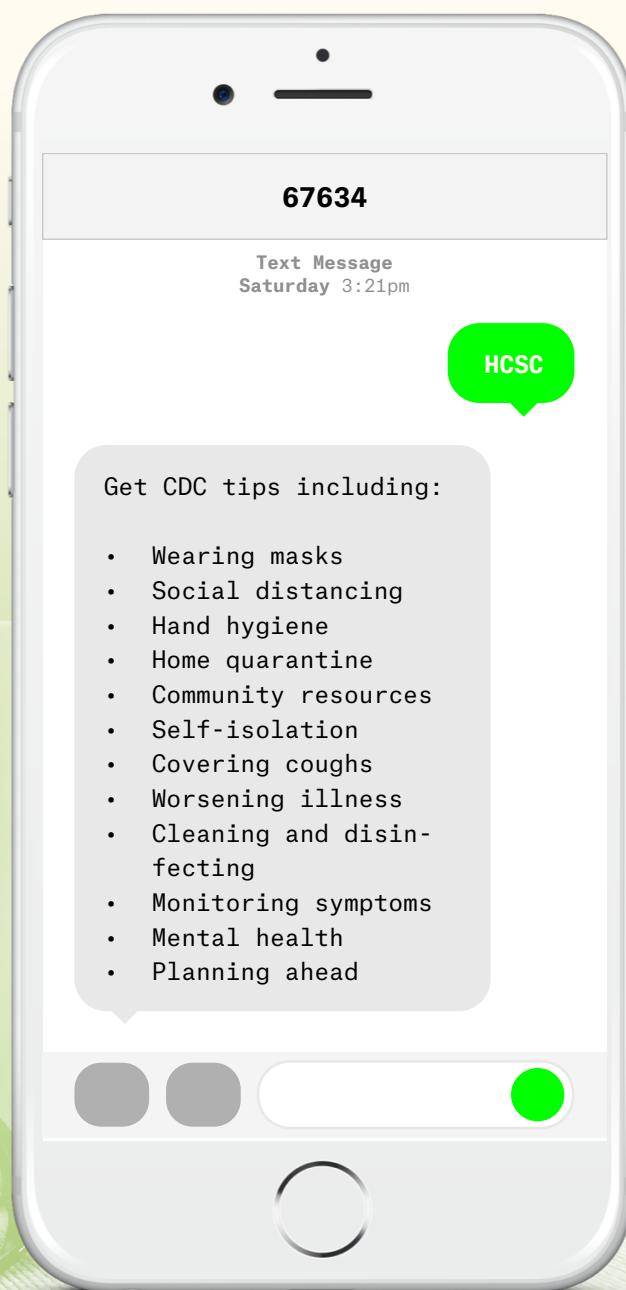 67634
Text Message
Saturday 3:21pm
HCSC
Get CDC tips including:
• Wearing masks
• Social distancing
• Hand hygiene
• Home quarantine
• Community resources
• Self-isolation
• Covering coughs
• Worsening illness
• Cleaning and disin-
fecting
• Monitoring symptoms
• Mental health
• Planning ahead